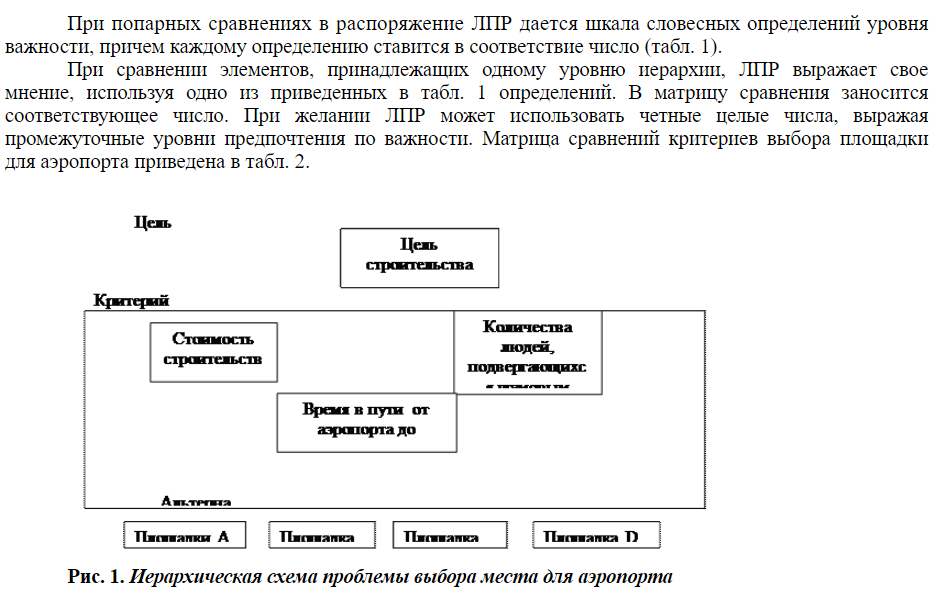 При попарных сравнениях в распоряжение ЛПР дается шкала словесных определений уровня
важности, причем каждому определению ставится в соответствие число (табл. 1).
При сравнении элементов, принадлежащих одному уровню иерархии, ЛПР выражает свое
мнение, используя одно из приведенных в табл. 1 определений. В матрицу сравнения заносится
соответствующее число. При желании ЛПР может использовать четные целые числа, выражая
промежуточные уровни предпочтения по важности. Матрица сравнений критериев выбора площадки
для аэропорта приведена в табл. 2.
Цель
Цель
строительства
Критерий
Стоимость
строительств
Количества
людей,
подвергающихс
Время в пути от
аэропорта до
Альтерна
Площадки A
Площадка
Площадка
Площадка D
Рис. 1. Иерархическая схема проблемы выбора места для аэропорта